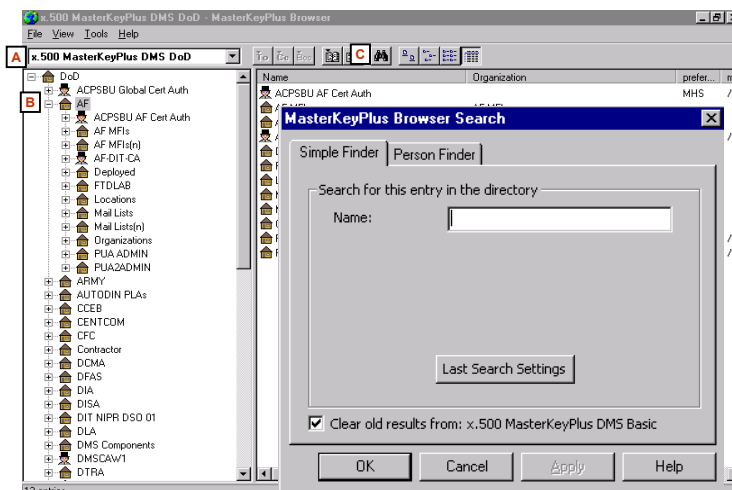 x.500 MasterKeyPlus DMS DoD - MasterKeyPlus Browser
File View Tools Help
A x.500 MasterKeyPlus DMS DoD To: Cc: Bcc: C
DoD
ACPSBU Global Cert Auth
B AF
ACPSBU AF Cert Auth
AF MFIs
AF MFIs(n)
AF-DIT-CA
Deployed
FTDLAB
Locations
Mail Lists
Mail Lists(n)
Organizations
PUA ADMIN
PUA2ADMIN
ARMY
AUTODIN PLAs
CCEB
CENTCOM
CFC
Contractor
DCMA
DFAS
DIA
DISA
DIT NIPR DSO 01
DLA
DMS Components
DMSCAW1
DTRA
Name Organization prefer...
ACPSBU AF Cert Auth MHS /
MasterKeyPlus Browser Search
Simple Finder Person Finder
Search for this entry in the directory
Name:
Last Search Settings
Clear old results from: x.500 MasterKeyPlus DMS Basic
OK Cancel Apply Help